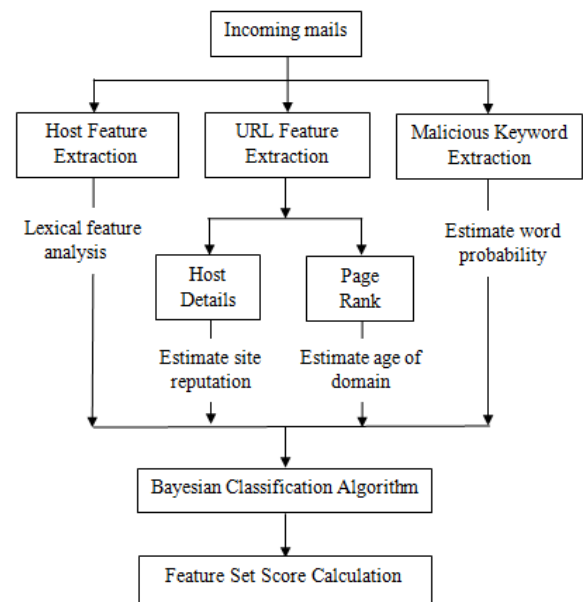 Incoming mails
Host Feature
Extraction
URL Feature
Extraction
Malicious Keyword
Extraction
Lexical feature
analysis
Estimate word
probability
Host
Details
Page
Rank
Estimate site
reputation
Estimate age of
domain
Bayesian Classification Algorithm
Feature Set Score Calculation